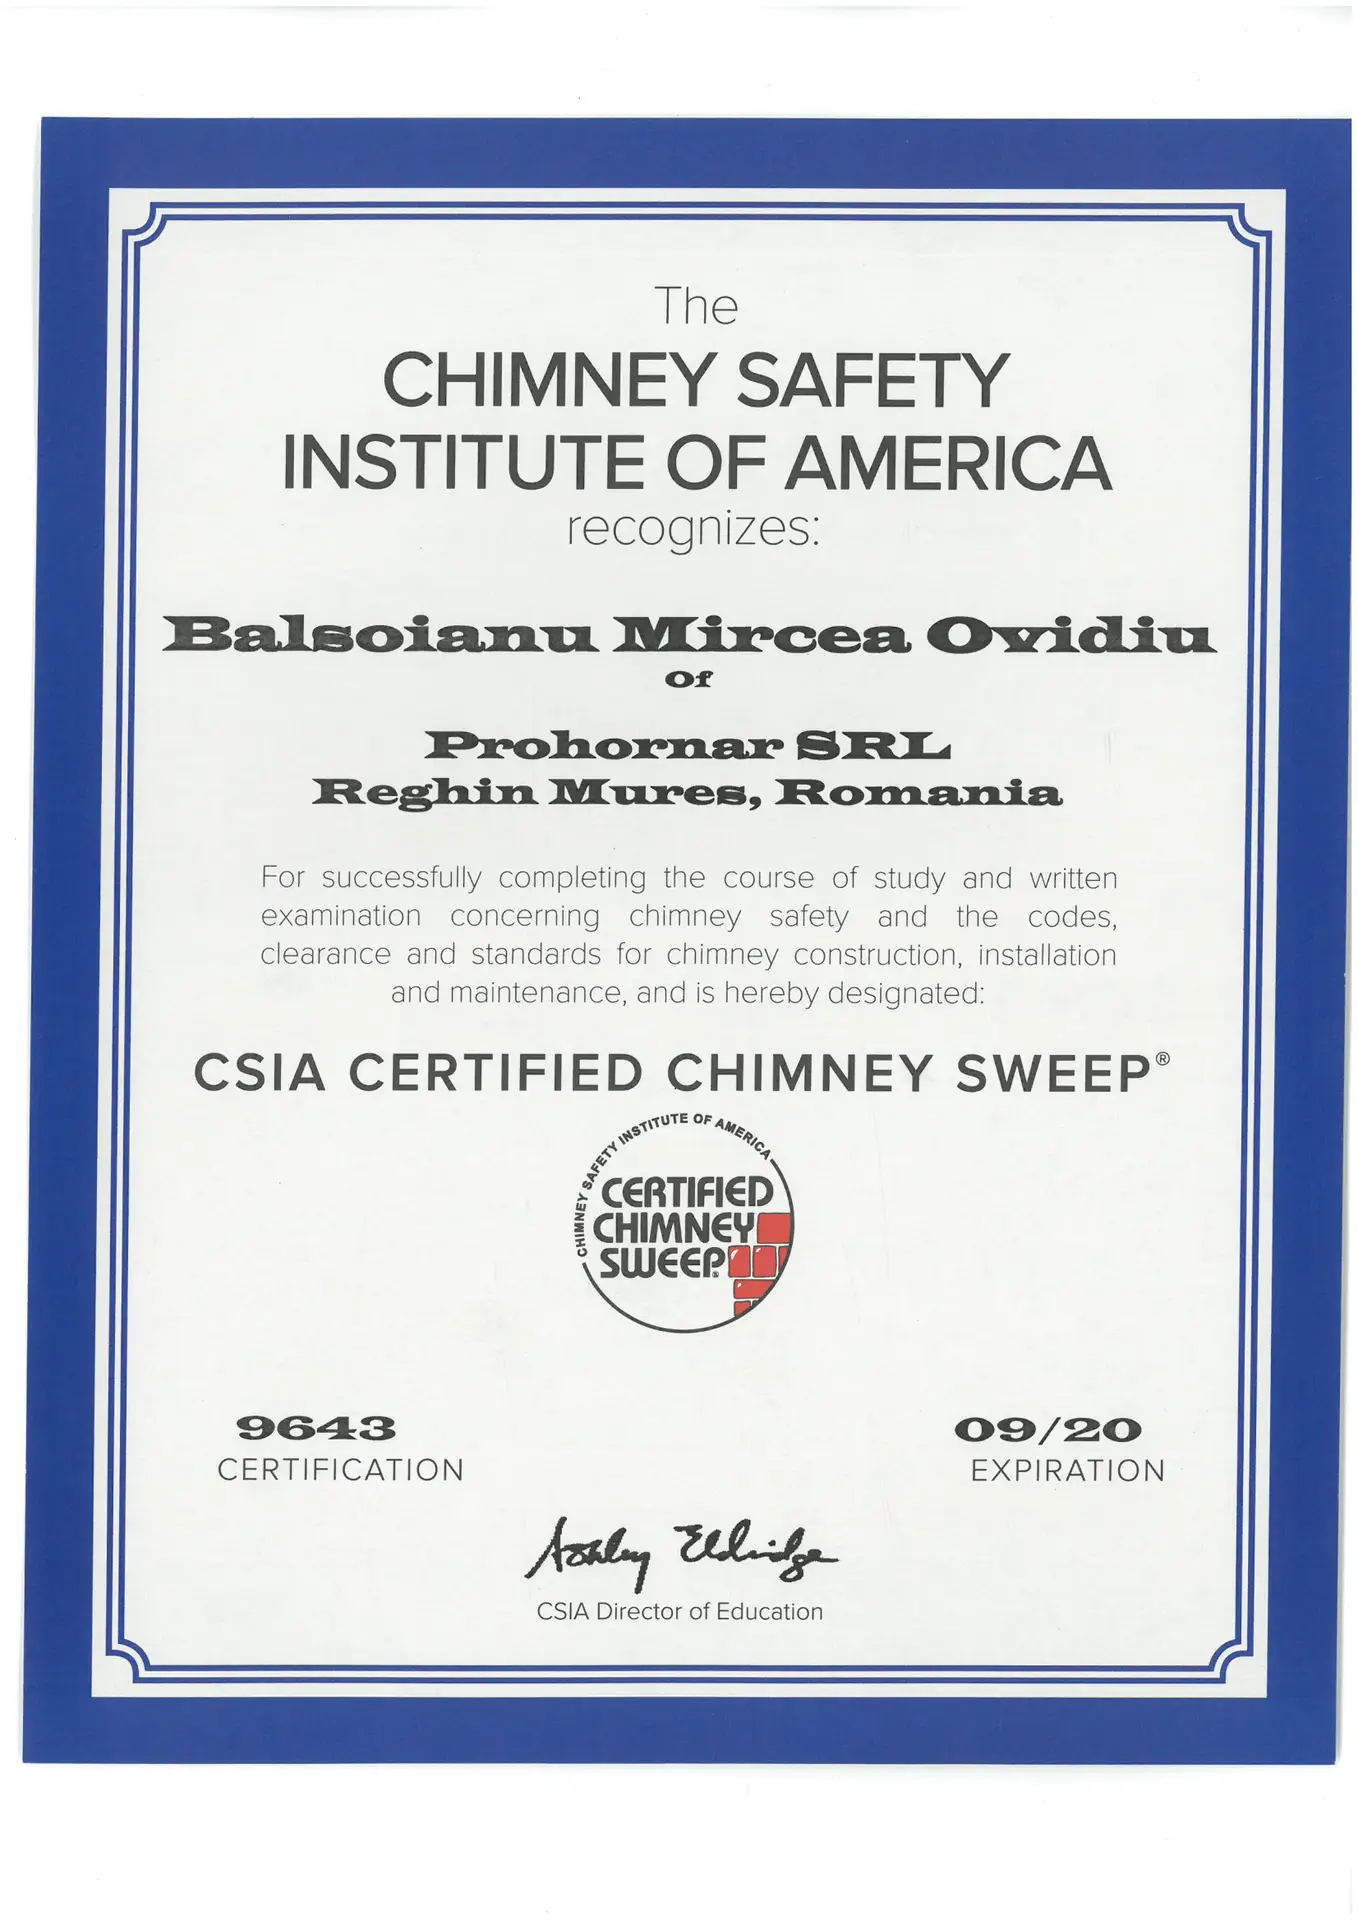 The
CHIMNEY SAFETY
INSTITUTE OF AMERICA
recognizes:
Balsoianu Mircea Ovidiu
of
Prohornar SRL
Reghin Mures, Romania
For successfully completing the course of study and written
examination concerning chimney safety and the codes,
clearance and standards for chimney construction, installation
and maintenance, and is hereby designated:
CSIA CERTIFIED CHIMNEY SWEEP®
CHIMNEY SAFETY INSTITUTE OF AMERICA
CERTIFIED
CHIMNEY
SWEEP®
9643
CERTIFICATION
09/20
EXPIRATION
Ashley Eldridge
CSIA Director of Education